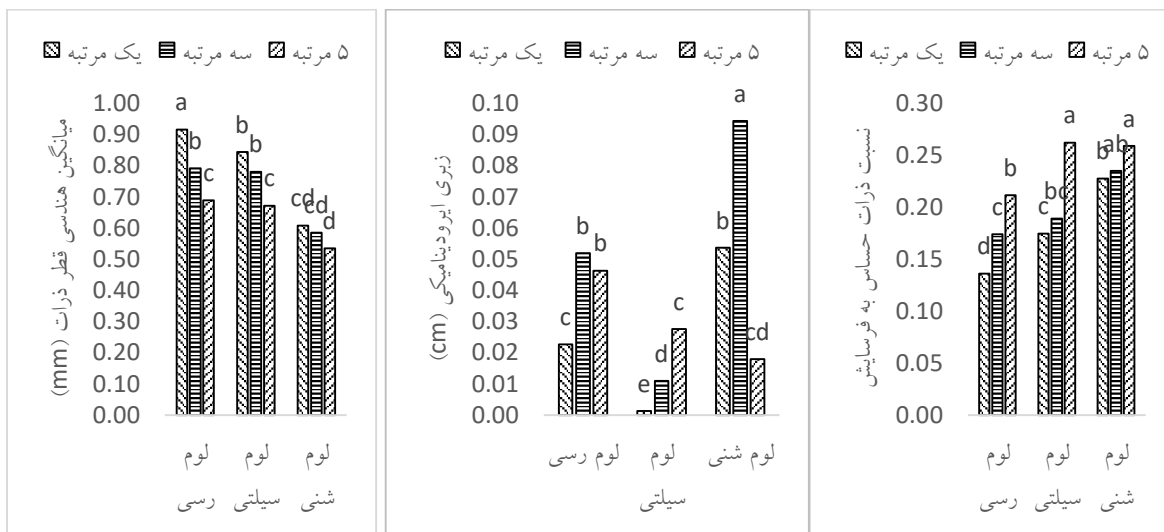 یک مرتبه سه مرتبه ۵ مرتبه
میانگین هندسی قطر ذرات (mm)
1.00
0.90
0.80
0.70
0.60
0.50
0.40
0.30
0.20
0.10
0.00
a b c b b c cd cd d
لوم رسی
لوم سیلتی
لوم شنی
یک مرتبه سه مرتبه ۵ مرتبه
زبری ایرودینامیکی (cm)
0.10
0.09
0.08
0.07
0.06
0.05
0.04
0.03
0.02
0.01
0.00
c b b e d c b a cd
لوم رسی
لوم سیلتی
لوم شنی
یک مرتبه سه مرتبه ۵ مرتبه
نسبت ذرات حساس به فرسایش
0.30
0.25
0.20
0.15
0.10
0.05
0.00
d c b c bc a b ab a
لوم رسی
لوم سیلتی
لوم شنی